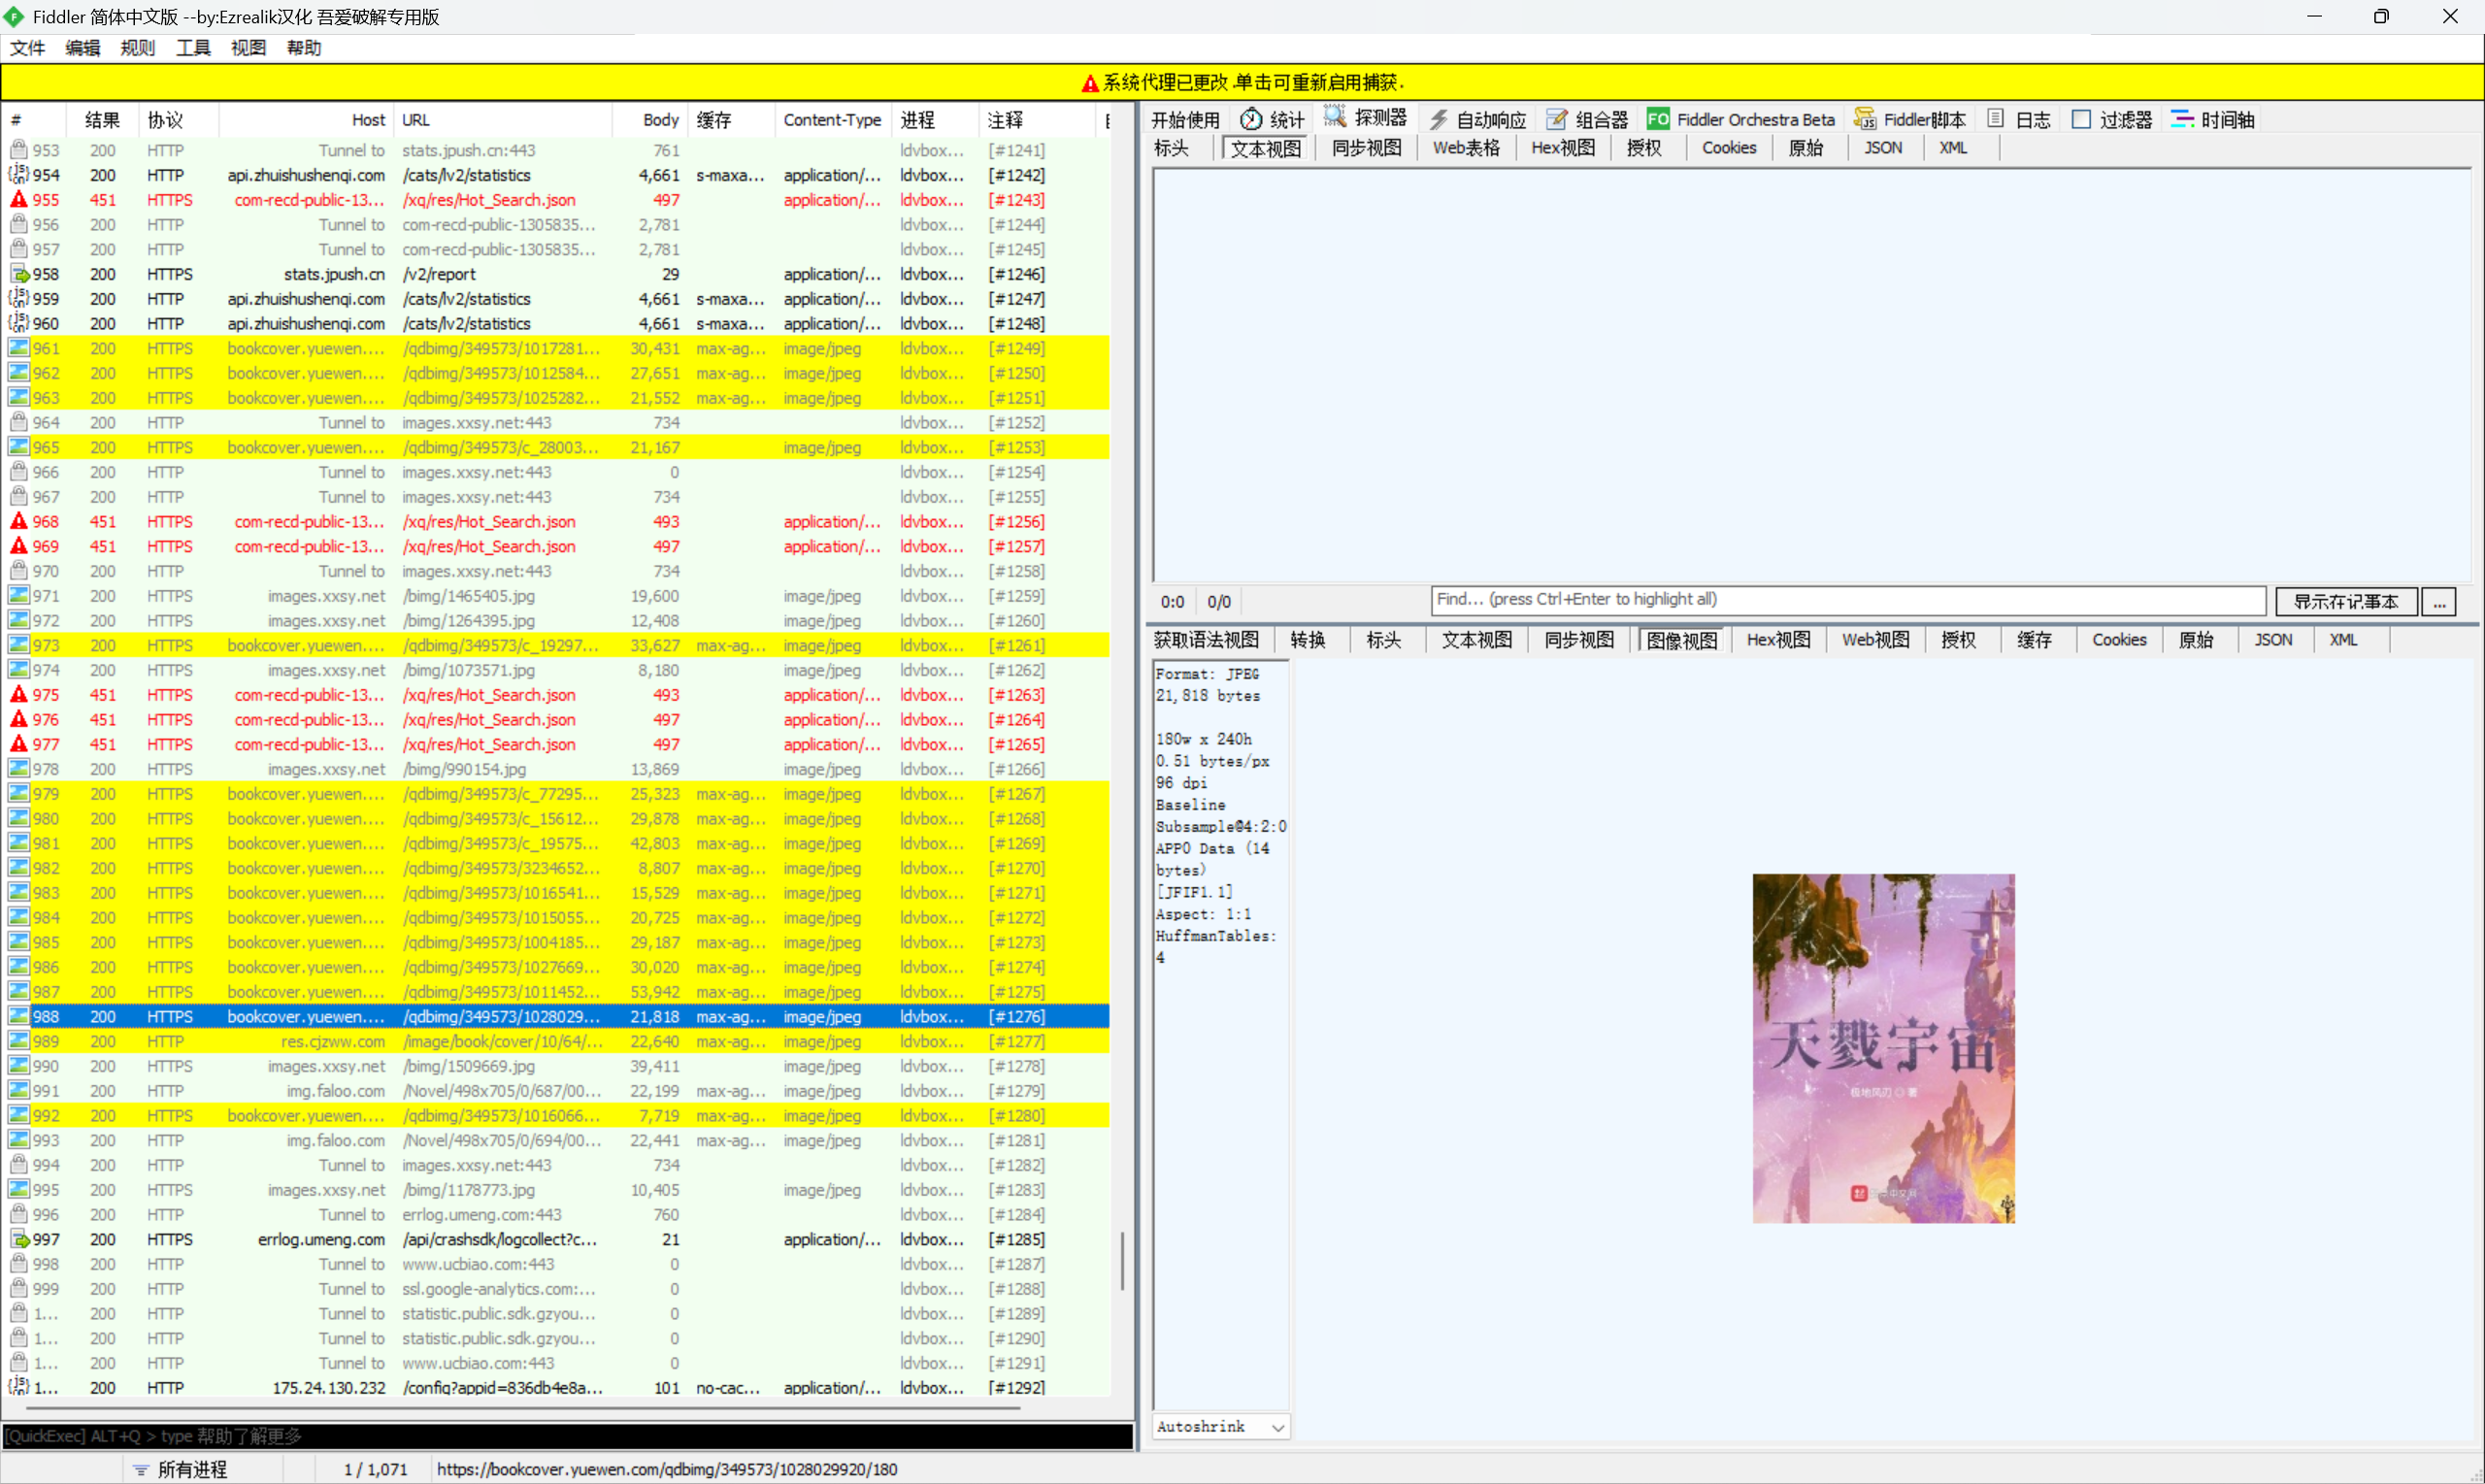 Fiddler 简体中文版 --by:Ezrealik汉化 吾爱破解专用版
文件 编辑 规则 工具 视图 帮助
系统代理已更改.单击可重新启用捕获.
# 结果 协议 Host URL Body 缓存 Content-Type 进程 注释
953 200 HTTP Tunnel to stats.jpush.cn:443 761 ldvbox... [#1241]
954 200 HTTP api.zhuishushenqi.com /cats/lv2/statistics 4,661 s-maxa... application/... ldvbox... [#1242]
955 451 HTTPS com-recd-public-13... /xq/res/Hot_Search.json 497 application/... ldvbox... [#1243]
956 200 HTTP Tunnel to com-recd-public-1305835... 2,781 ldvbox... [#1244]
957 200 HTTP Tunnel to com-recd-public-1305835... 2,781 ldvbox... [#1245]
958 200 HTTPS stats.jpush.cn /v2/report 29 application/... ldvbox... [#1246]
959 200 HTTP api.zhuishushenqi.com /cats/lv2/statistics 4,661 s-maxa... application/... ldvbox... [#1247]
960 200 HTTP api.zhuishushenqi.com /cats/lv2/statistics 4,661 s-maxa... application/... ldvbox... [#1248]
961 200 HTTPS bookcover.yuewen.... /qdbimg/349573/1017281... 30,431 max-ag... image/jpeg ldvbox... [#1249]
962 200 HTTPS bookcover.yuewen.... /qdbimg/349573/1012584... 27,651 max-ag... image/jpeg ldvbox... [#1250]
963 200 HTTPS bookcover.yuewen.... /qdbimg/349573/1025282... 21,552 max-ag... image/jpeg ldvbox... [#1251]
964 200 HTTP Tunnel to images.xxsy.net:443 734 ldvbox... [#1252]
965 200 HTTPS bookcover.yuewen.... /qdbimg/349573/c_28003... 21,167 image/jpeg ldvbox... [#1253]
966 200 HTTP Tunnel to images.xxsy.net:443 0 ldvbox... [#1254]
967 200 HTTP Tunnel to images.xxsy.net:443 734 ldvbox... [#1255]
968 451 HTTPS com-recd-public-13... /xq/res/Hot_Search.json 493 application/... ldvbox... [#1256]
969 451 HTTPS com-recd-public-13... /xq/res/Hot_Search.json 497 application/... ldvbox... [#1257]
970 200 HTTP Tunnel to images.xxsy.net:443 734 ldvbox... [#1258]
971 200 HTTPS images.xxsy.net /bimg/1465405.jpg 19,600 image/jpeg ldvbox... [#1259]
972 200 HTTPS images.xxsy.net /bimg/1264395.jpg 12,408 image/jpeg ldvbox... [#1260]
973 200 HTTPS bookcover.yuewen.... /qdbimg/349573/c_19297... 33,627 max-ag... image/jpeg ldvbox... [#1261]
974 200 HTTPS images.xxsy.net /bimg/1073571.jpg 8,180 image/jpeg ldvbox... [#1262]
975 451 HTTPS com-recd-public-13... /xq/res/Hot_Search.json 493 application/... ldvbox... [#1263]
976 451 HTTPS com-recd-public-13... /xq/res/Hot_Search.json 497 application/... ldvbox... [#1264]
977 451 HTTPS com-recd-public-13... /xq/res/Hot_Search.json 497 application/... ldvbox... [#1265]
978 200 HTTPS images.xxsy.net /bimg/990154.jpg 13,869 image/jpeg ldvbox... [#1266]
979 200 HTTPS bookcover.yuewen.... /qdbimg/349573/c_77295... 25,323 max-ag... image/jpeg ldvbox... [#1267]
980 200 HTTPS bookcover.yuewen.... /qdbimg/349573/c_15612... 29,878 max-ag... image/jpeg ldvbox... [#1268]
981 200 HTTPS bookcover.yuewen.... /qdbimg/349573/c_19575... 42,803 max-ag... image/jpeg ldvbox... [#1269]
982 200 HTTPS bookcover.yuewen.... /qdbimg/349573/3234652... 8,807 max-ag... image/jpeg ldvbox... [#1270]
983 200 HTTPS bookcover.yuewen.... /qdbimg/349573/1016541... 15,529 max-ag... image/jpeg ldvbox... [#1271]
984 200 HTTPS bookcover.yuewen.... /qdbimg/349573/1015055... 20,725 max-ag... image/jpeg ldvbox... [#1272]
985 200 HTTPS bookcover.yuewen.... /qdbimg/349573/1004185... 29,187 max-ag... image/jpeg ldvbox... [#1273]
986 200 HTTPS bookcover.yuewen.... /qdbimg/349573/1027669... 30,020 max-ag... image/jpeg ldvbox... [#1274]
987 200 HTTPS bookcover.yuewen.... /qdbimg/349573/1011452... 53,942 max-ag... image/jpeg ldvbox... [#1275]
988 200 HTTPS bookcover.yuewen.... /qdbimg/349573/1028029... 21,818 max-ag... image/jpeg ldvbox... [#1276]
989 200 HTTP res.cjzww.com /image/book/cover/10/64/... 22,640 max-ag... image/jpeg ldvbox... [#1277]
990 200 HTTPS images.xxsy.net /bimg/1509669.jpg 39,411 image/jpeg ldvbox... [#1278]
991 200 HTTP img.faloo.com /Novel/498x705/0/687/00... 22,199 max-ag... image/jpeg ldvbox... [#1279]
992 200 HTTPS bookcover.yuewen.... /qdbimg/349573/1016066... 7,719 max-ag... image/jpeg ldvbox... [#1280]
993 200 HTTP img.faloo.com /Novel/498x705/0/694/00... 22,441 max-ag... image/jpeg ldvbox... [#1281]
994 200 HTTP Tunnel to images.xxsy.net:443 734 ldvbox... [#1282]
995 200 HTTPS images.xxsy.net /bimg/1178773.jpg 10,405 image/jpeg ldvbox... [#1283]
996 200 HTTP Tunnel to errlog.umeng.com:443 760 ldvbox... [#1284]
997 200 HTTPS errlog.umeng.com /api/crashsdk/logcollect?c... 21 application/... ldvbox... [#1285]
998 200 HTTP Tunnel to www.ucbiao.com:443 0 ldvbox... [#1287]
999 200 HTTP Tunnel to ssl.google-analytics.com:... 0 ldvbox... [#1288]
1... 200 HTTP Tunnel to statistic.public.sdk.gzyou... 0 ldvbox... [#1289]
1... 200 HTTP Tunnel to statistic.public.sdk.gzyou... 0 ldvbox... [#1290]
1... 200 HTTP Tunnel to www.ucbiao.com:443 0 ldvbox... [#1291]
1... 200 HTTP 175.24.130.232 /config?appid=836db4e8a... 101 no-cac... application/... ldvbox... [#1292]
[QuickExec] ALT+Q > type 帮助了解更多
开始使用 统计 探测器 自动响应 组合器 FO Fiddler Orchestra Beta Fiddler脚本 日志 过滤器 时间轴
标头 文本视图 同步视图 Web表格 Hex视图 授权 Cookies 原始 JSON XML
0:0 0/0 Find... (press Ctrl+Enter to highlight all) 显示在记事本 ...
获取语法视图 转换 标头 文本视图 同步视图 图像视图 Hex视图 Web视图 授权 缓存 Cookies 原始 JSON XML
Format: JPEG
21,818 bytes
180w x 240h
0.51 bytes/px
96 dpi
Baseline
Subsample@4:2:0
APP0 Data (14
bytes)
[JFIF1.1]
Aspect: 1:1
HuffmanTables:
4
天戮宇宙
极地风刃 ◎ 著
Autoshrink
所有进程 1 / 1,071 https://bookcover.yuewen.com/qdbimg/349573/1028029920/180